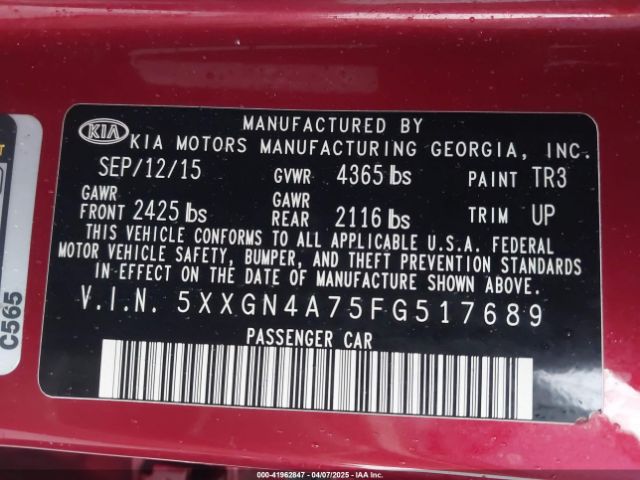 MANUFACTURED BY
KIA KIA MOTORS MANUFACTURING GEORGIA, INC.
SEP/12/15 GVWR 4365 lbs PAINT TR3
GAWR FRONT 2425 lbs GAWR REAR 2116 lbs TRIM UP
THIS VEHICLE CONFORMS TO ALL APPLICABLE U.S.A. FEDERAL
MOTOR VEHICLE SAFETY, BUMPER, AND THEFT PREVENTION STANDARDS
IN EFFECT ON THE DATE OF MANUFACTURE SHOWN ABOVE.
V.I.N. 5XXGN4A75FG517689
PASSENGER CAR
C565
000-41962847 - 04/07/2025 - IAAI.COM